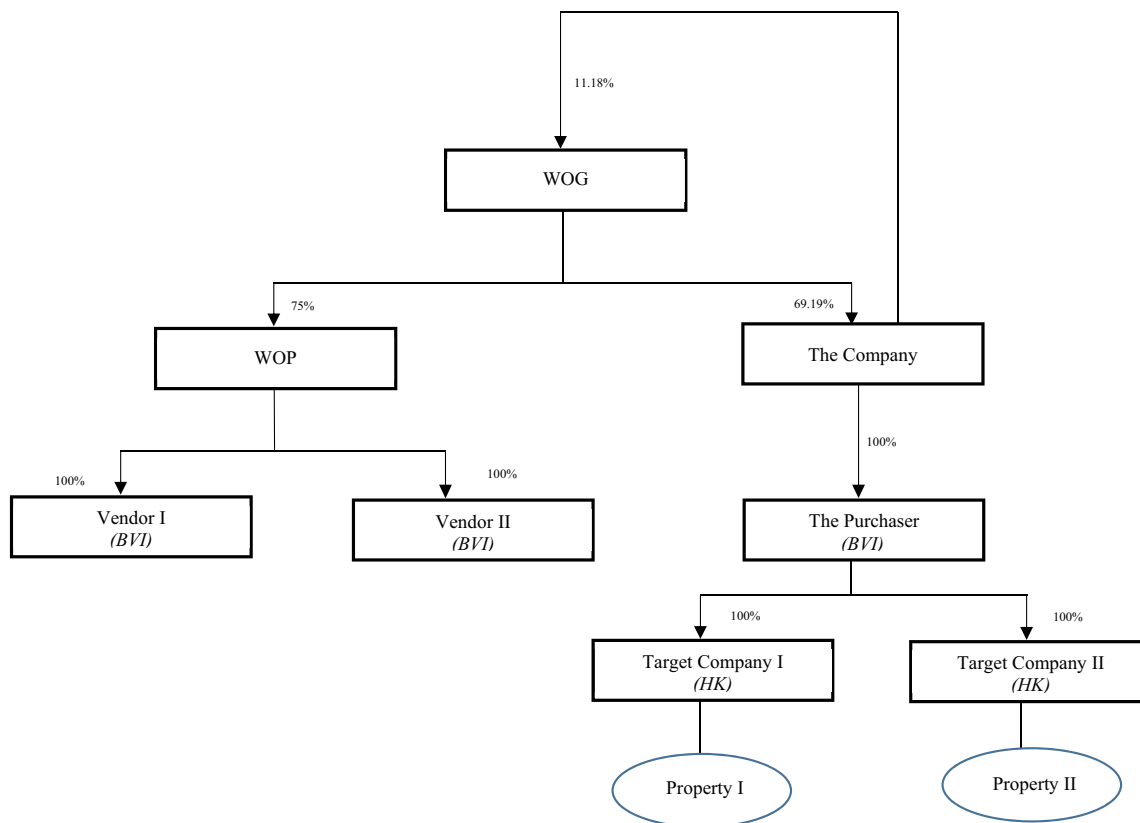 11.18%
WOG
75%
69.19%
WOP
The Company
100%
100%
100%
Vendor I
(BVI)
Vendor II
(BVI)
The Purchaser
(BVI)
100%
100%
Target Company I
(HK)
Target Company II
(HK)
Property I
Property II